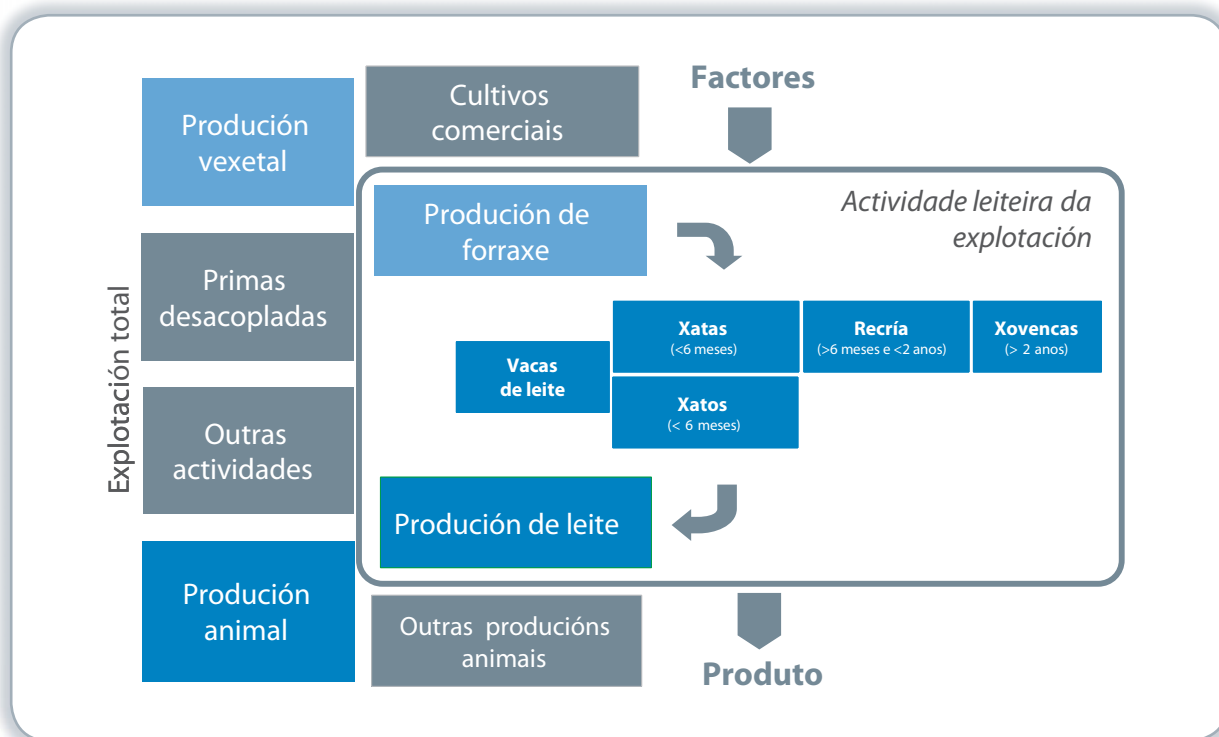 Explotación total
Produción
vexetal
Primas
desacopladas
Outras
actividades
Produción
animal
Cultivos
comerciais
Factores
Actividade leiteira da
explotación
Produción de
forraxe
Vacas
de leite
Xatas
(<6 meses)
Recría
(>6 meses e <2 anos)
Xovencas
(> 2 anos)
Xatos
(< 6 meses)
Produción de leite
Outras producións
animais
Produto